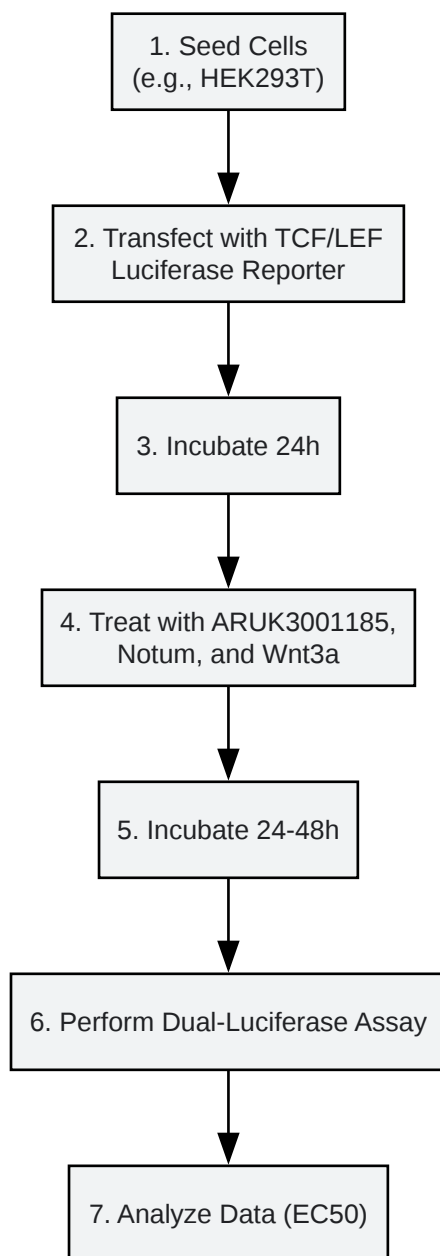 1. Seed Cells
(e.g., HEK293T)
2. Transfect with TCF/LEF
Luciferase Reporter
3. Incubate 24h
4. Treat with ARUK3001185,
Notum, and Wnt3a
5. Incubate 24-48h
6. Perform Dual-Luciferase Assay
7. Analyze Data (EC50)